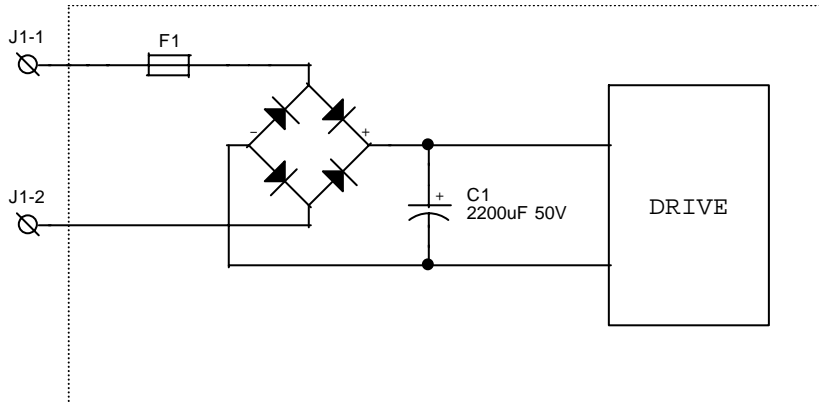 J1-1
F1
−
+
J1-2
+
C1
2200uF 50V
DRIVE